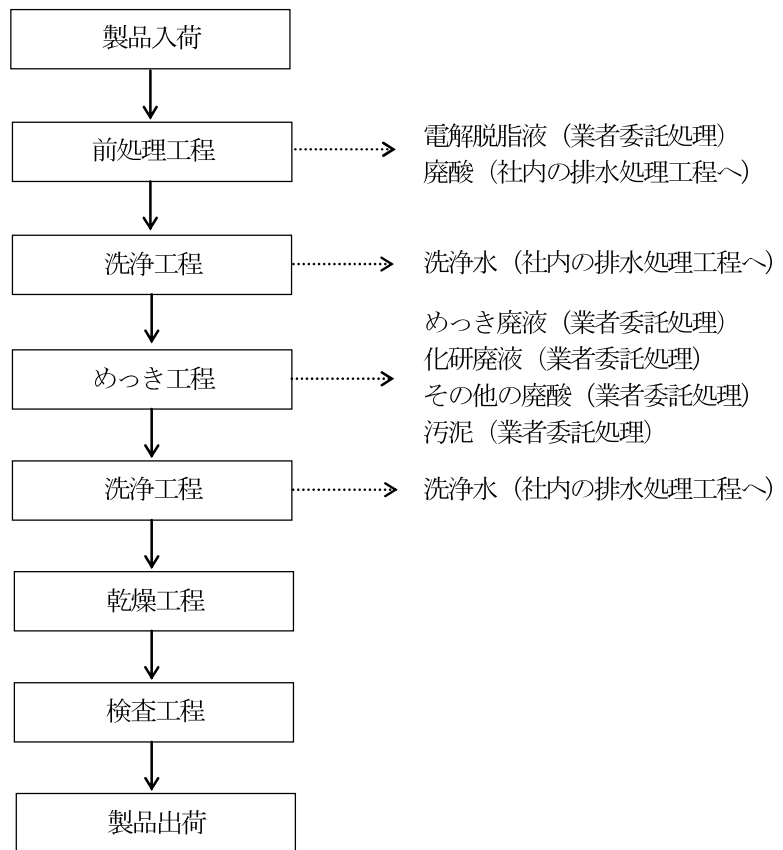 製品入荷
前処理工程
電解脱脂液（業者委託処理）
廃酸（社内の排水処理工程へ）
洗浄工程
洗浄水（社内の排水処理工程へ）
めっき工程
めっき廃液（業者委託処理）
化研廃液（業者委託処理）
その他の廃酸（業者委託処理）
汚泥（業者委託処理）
洗浄工程
洗浄水（社内の排水処理工程へ）
乾燥工程
検査工程
製品出荷